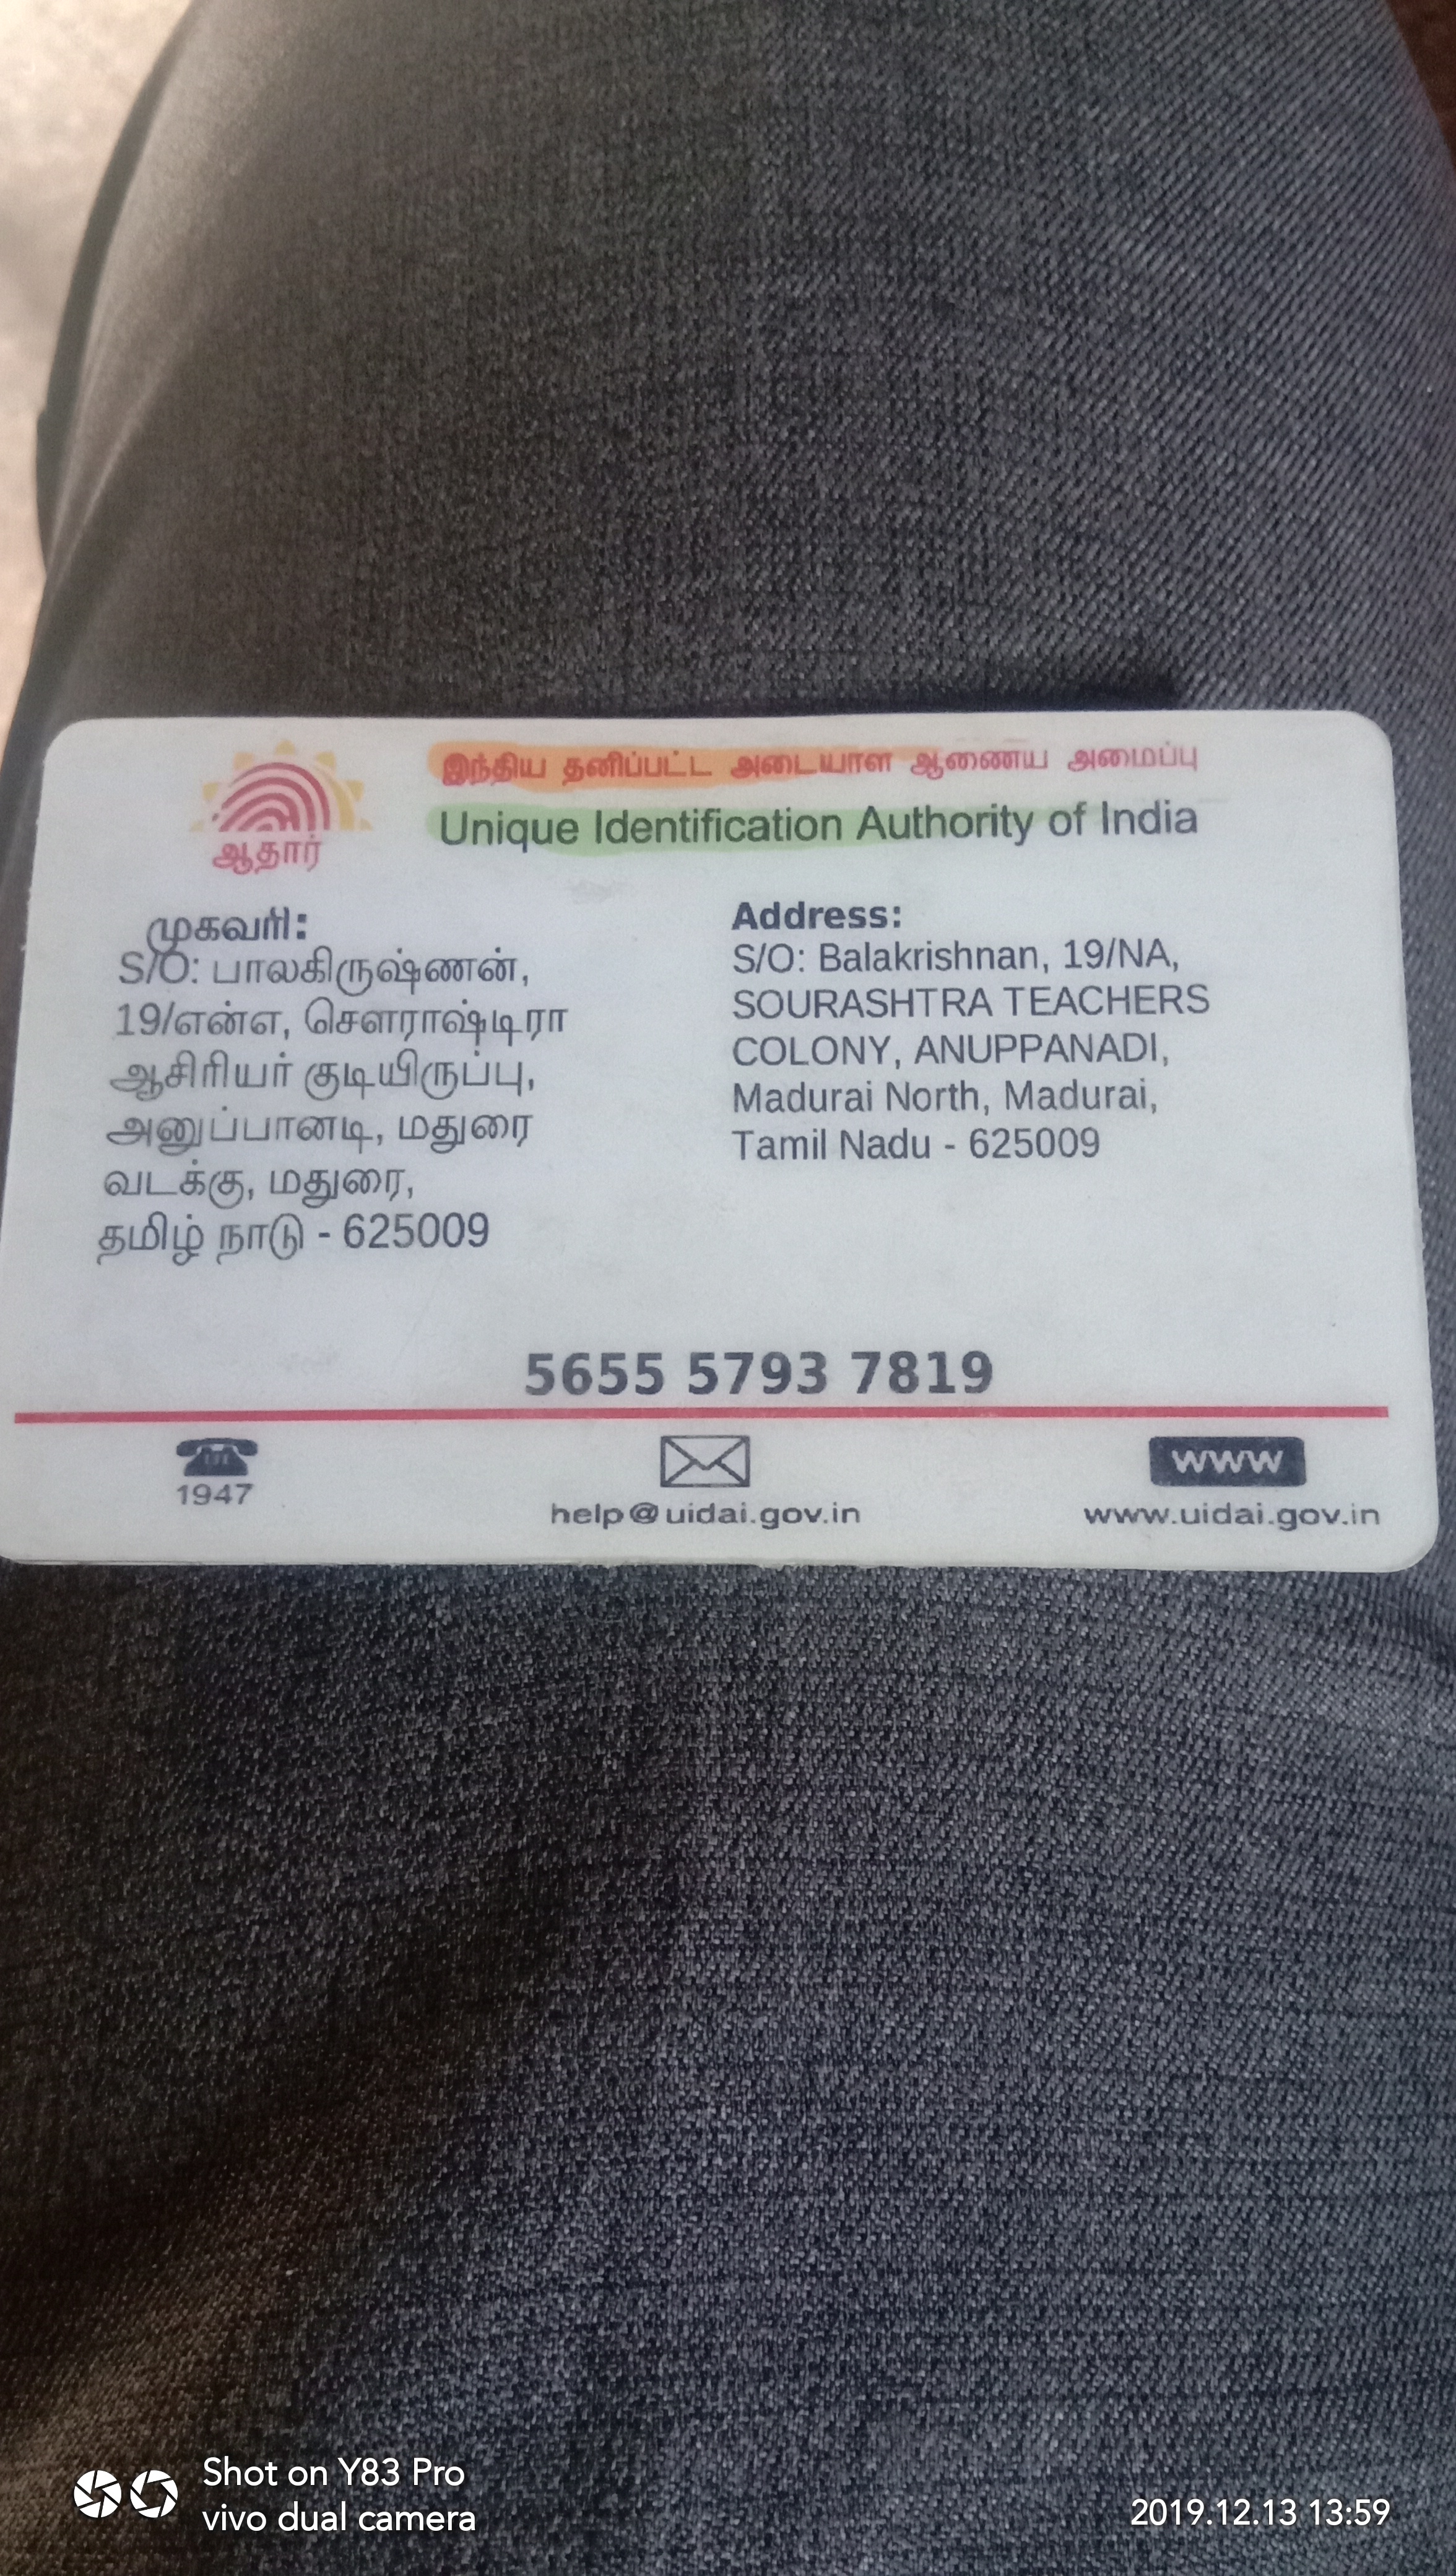 இந்திய தனிப்பட்ட அடையாள ஆணைய அமைப்பு
Unique Identification Authority of India
ஆதார்
முகவரி:
S/O: பாலகிருஷ்ணன்,
19/என்எ, சௌராஷ்டிரா
ஆசிரியர் குடியிருப்பு,
அனுப்பானடி, மதுரை
வடக்கு, மதுரை,
தமிழ் நாடு - 625009
Address:
S/O: Balakrishnan, 19/NA,
SOURASHTRA TEACHERS
COLONY, ANUPPANADI,
Madurai North, Madurai,
Tamil Nadu - 625009
5655 5793 7819
1947
help@uidai.gov.in
www
www.uidai.gov.in
Shot on Y83 Pro
vivo dual camera
2019.12.13 13:59